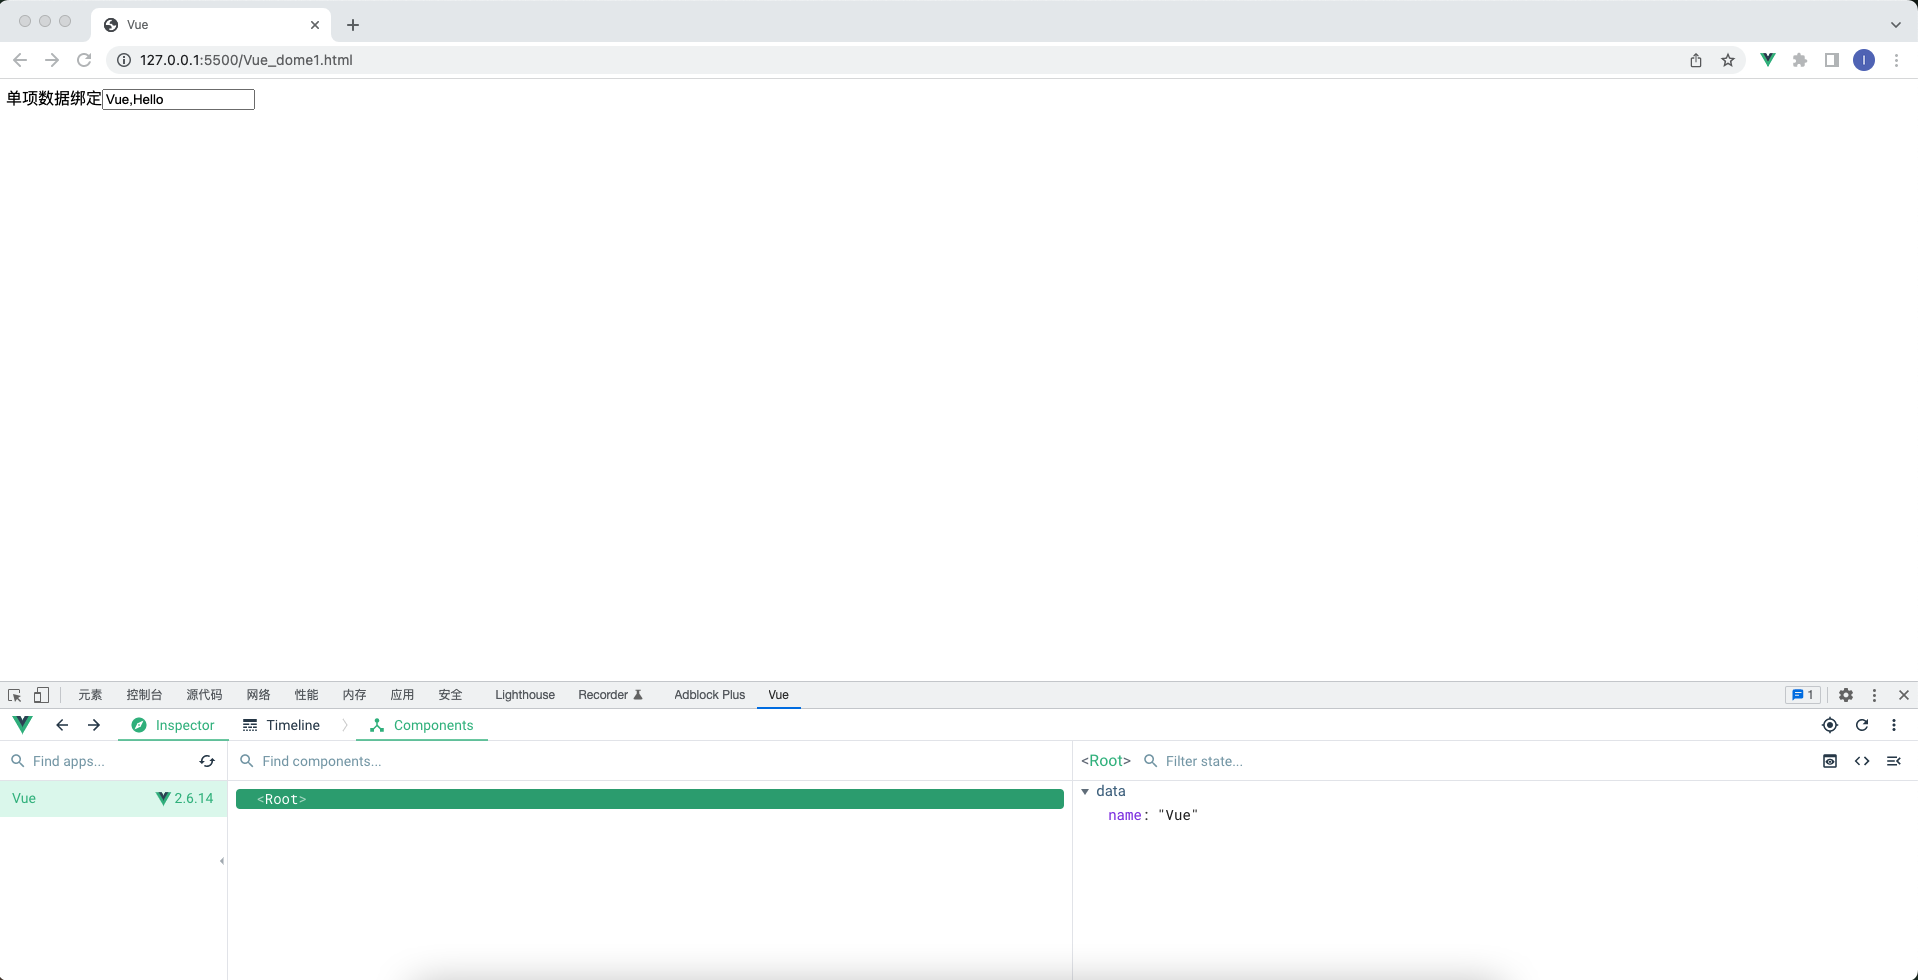 Vue
127.0.0.1:5500/Vue_dome1.html
I
单项数据绑定 Vue,Hello
元素 控制台 源代码 网络 性能 内存 应用 安全 Lighthouse Recorder Adblock Plus Vue 1
Inspector Timeline Components
Find apps... Find components... <Root> Filter state...
Vue 2.6.14 <Root> data
name: "Vue"